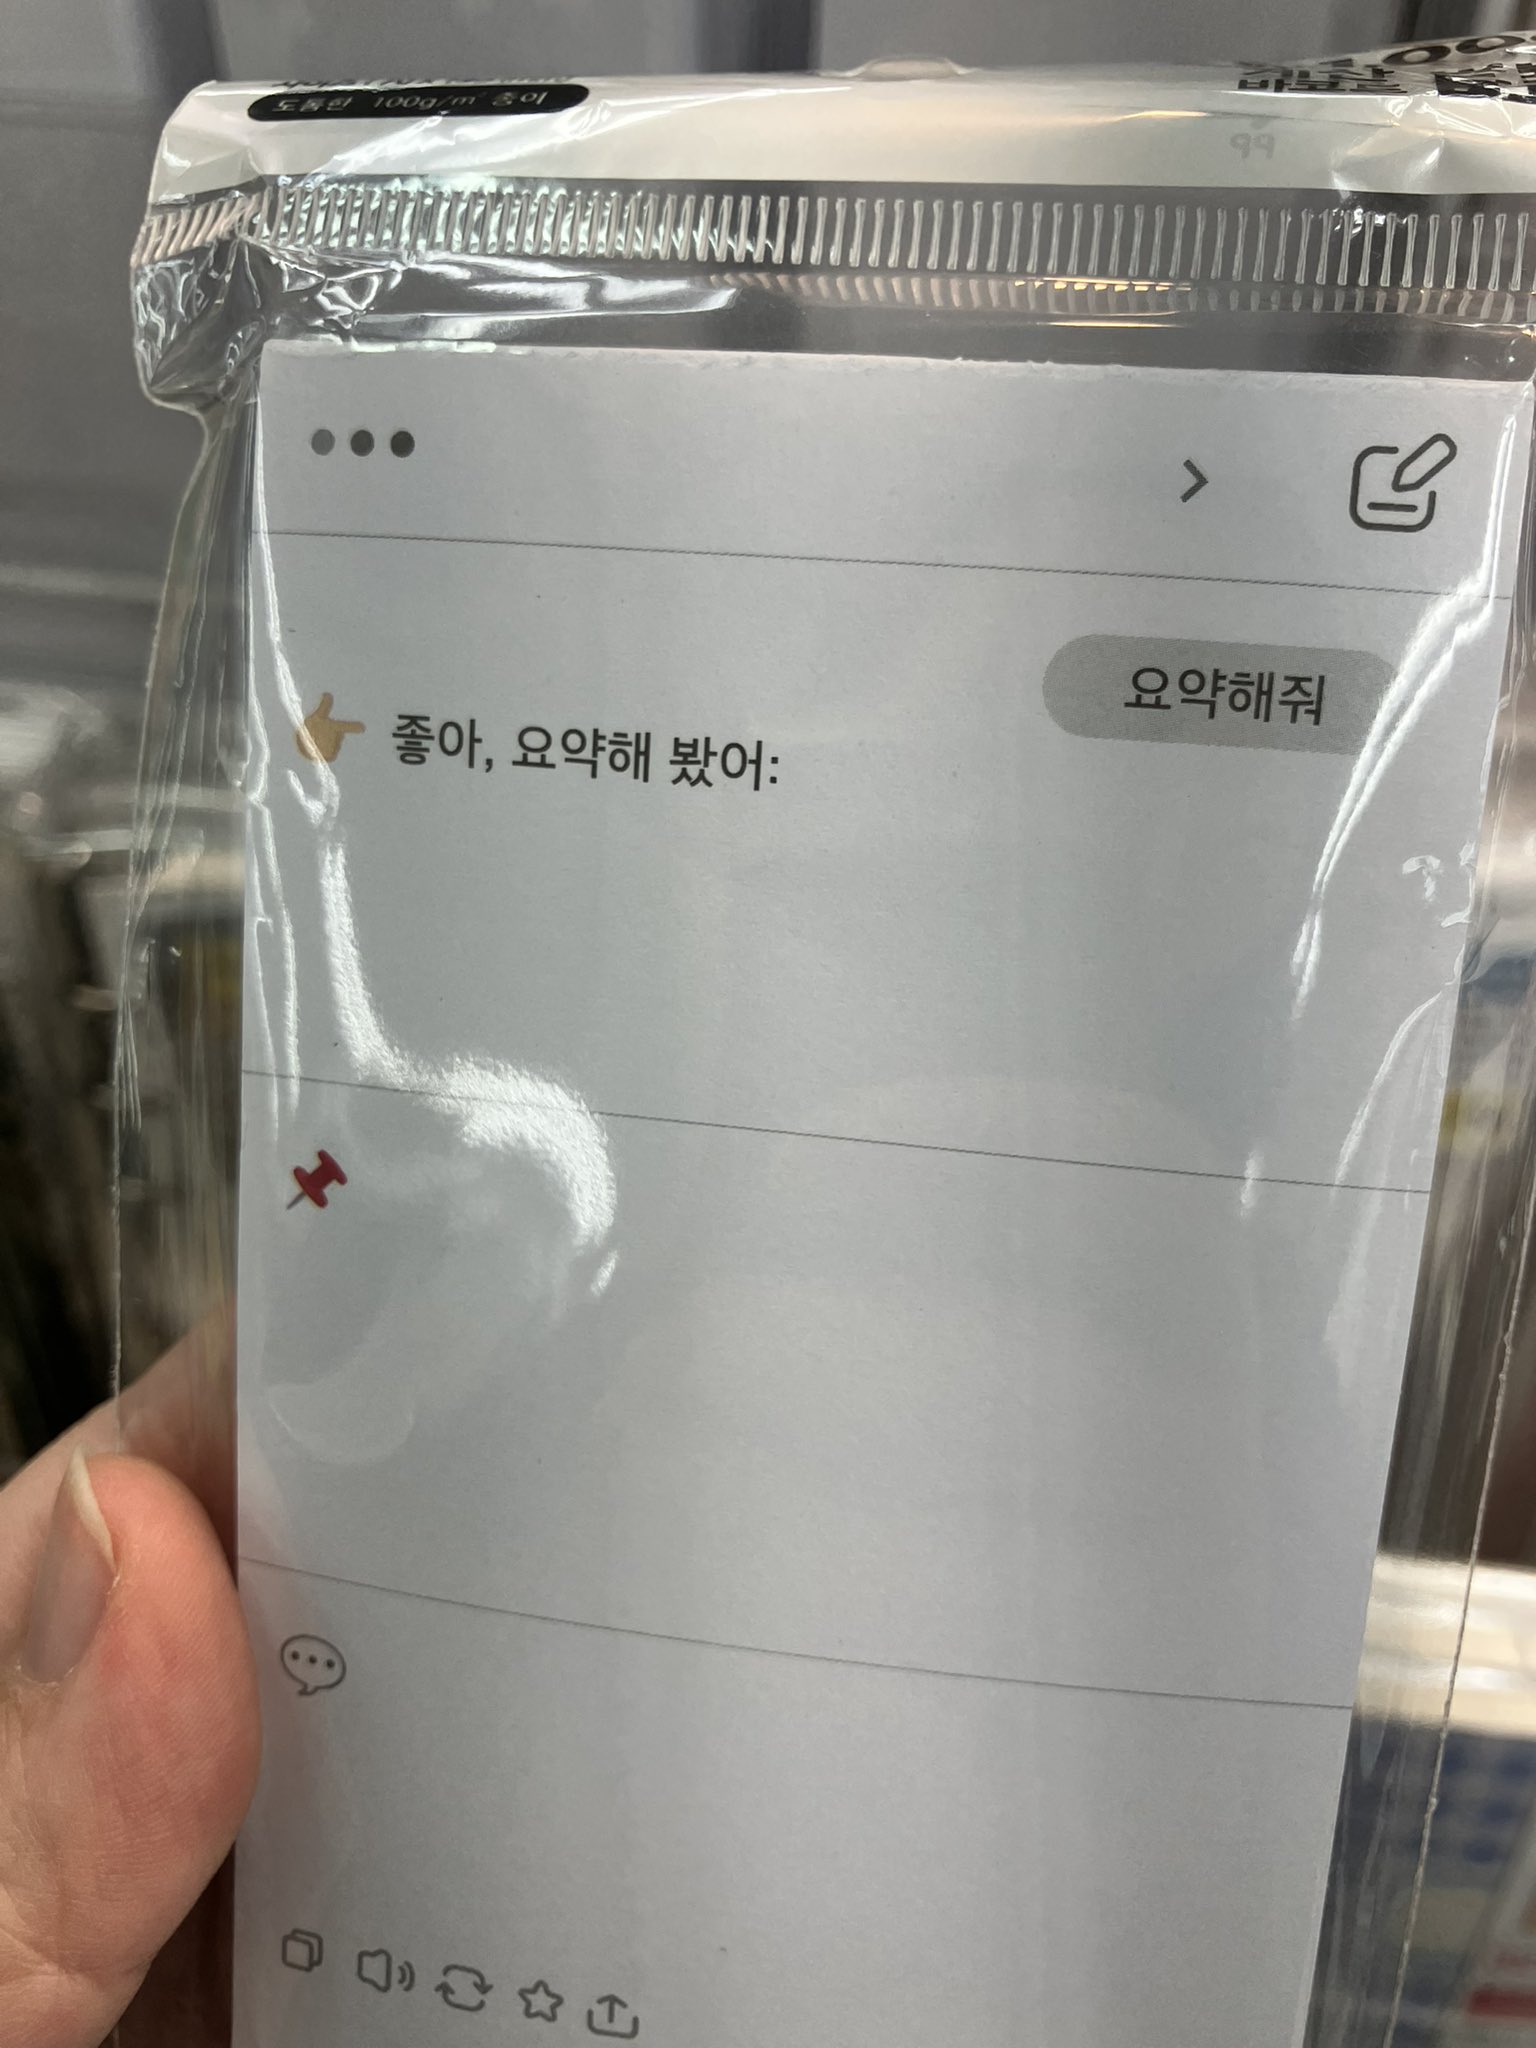 도톰한 100g/m² 종이
요약해줘
좋아, 요약해 봤어: